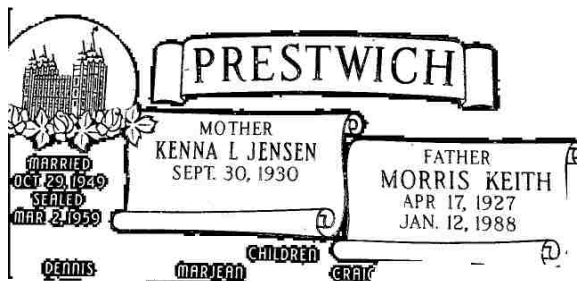 PRESTWICH
MOTHER
KENNA L JENSEN
SEPT. 30, 1930
FATHER
MORRIS KEITH
APR 17, 1927
JAN. 12, 1988
MARRIED
OCT 29, 1949
SEALED
MAR 2, 1959
CHILDREN
DENNIS
MARJEAN
CRAIG